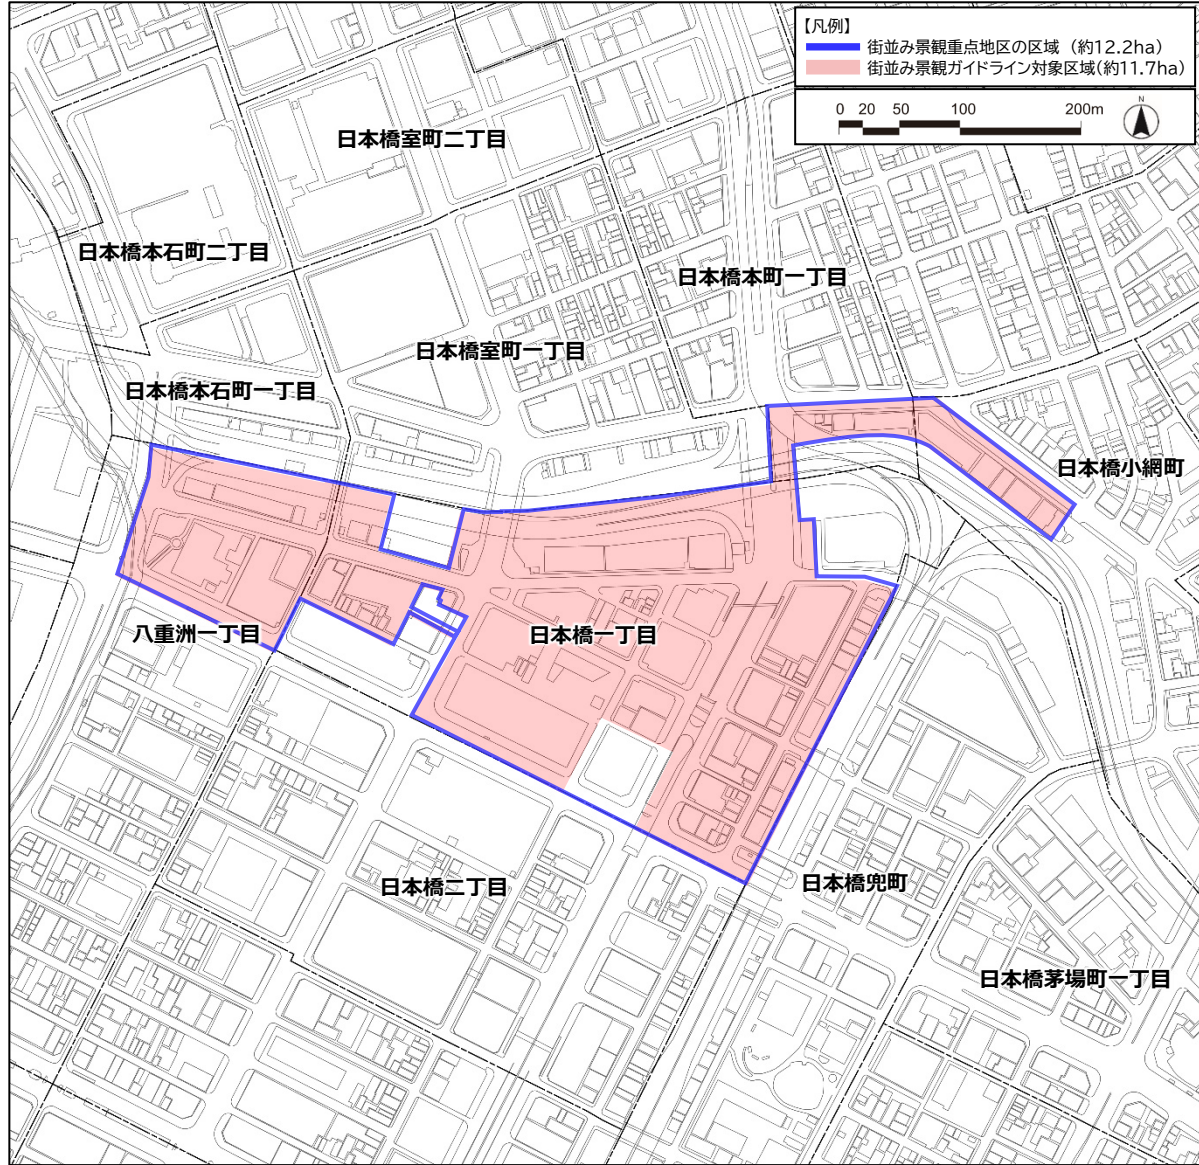 【凡例】
街並み景観重点地区の区域 (約12.2ha)
街並み景観ガイドライン対象区域(約11.7ha)
0 20 50 100 200m
N
日本橋室町二丁目
日本橋本石町二丁目
日本橋本町一丁目
日本橋室町一丁目
日本橋本石町一丁目
日本橋小網町
八重洲一丁目
日本橋一丁目
日本橋二丁目
日本橋兜町
日本橋茅場町一丁目